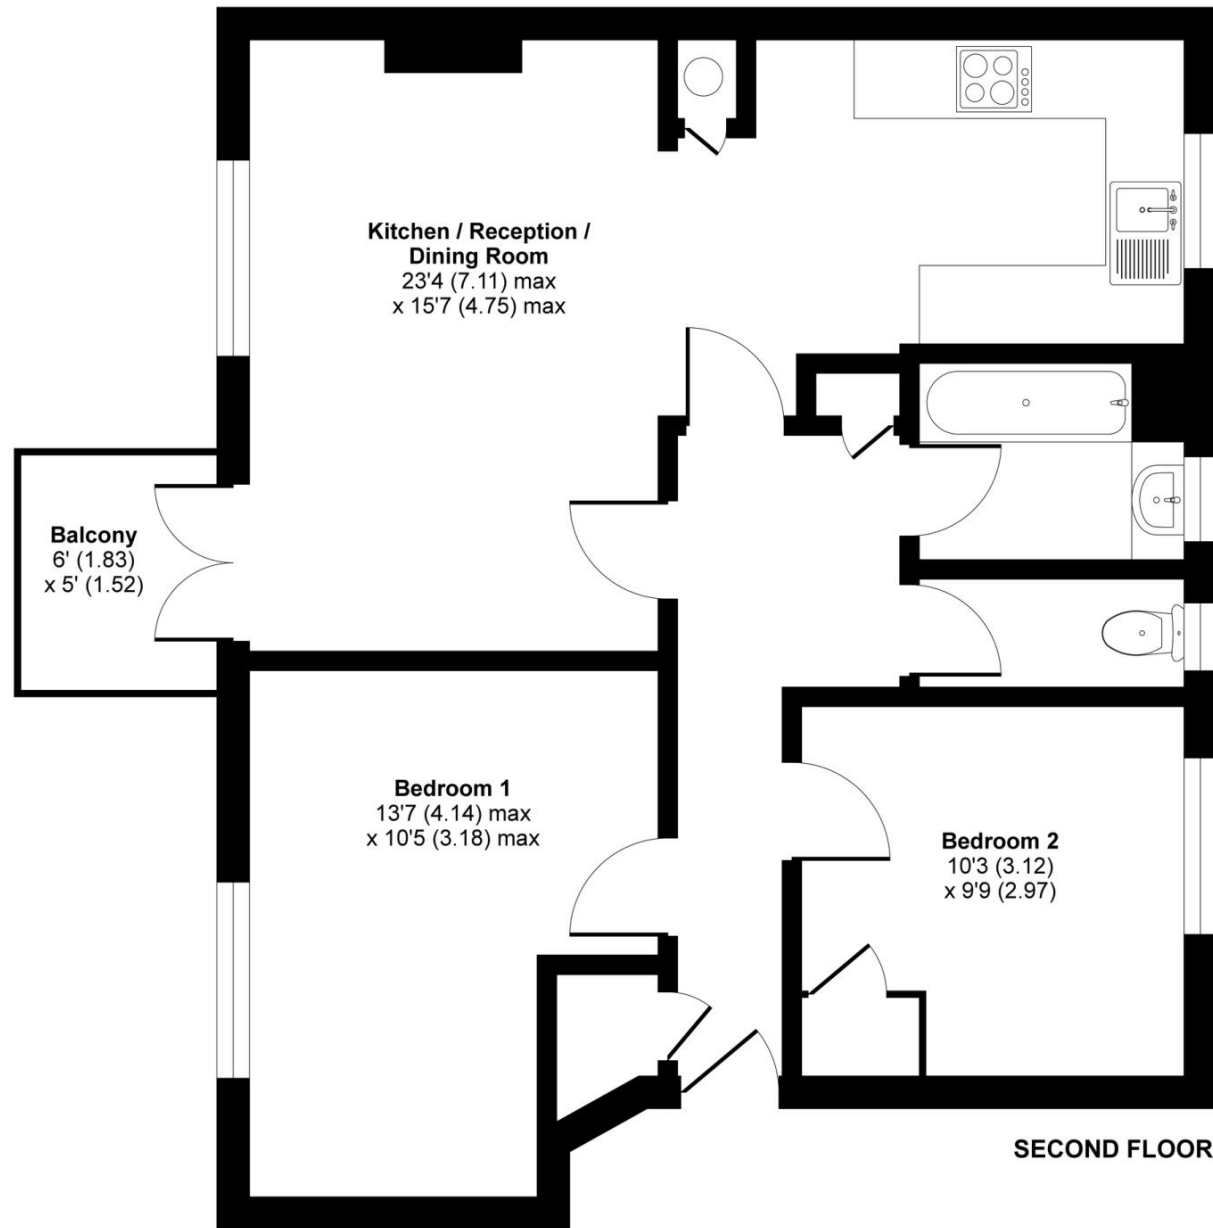 Kitchen / Reception /
Dining Room
23'4 (7.11) max
x 15'7 (4.75) max
Balcony
6' (1.83)
x 5' (1.52)
Bedroom 1
13'7 (4.14) max
x 10'5 (3.18) max
Bedroom 2
10'3 (3.12)
x 9'9 (2.97)
SECOND FLOOR